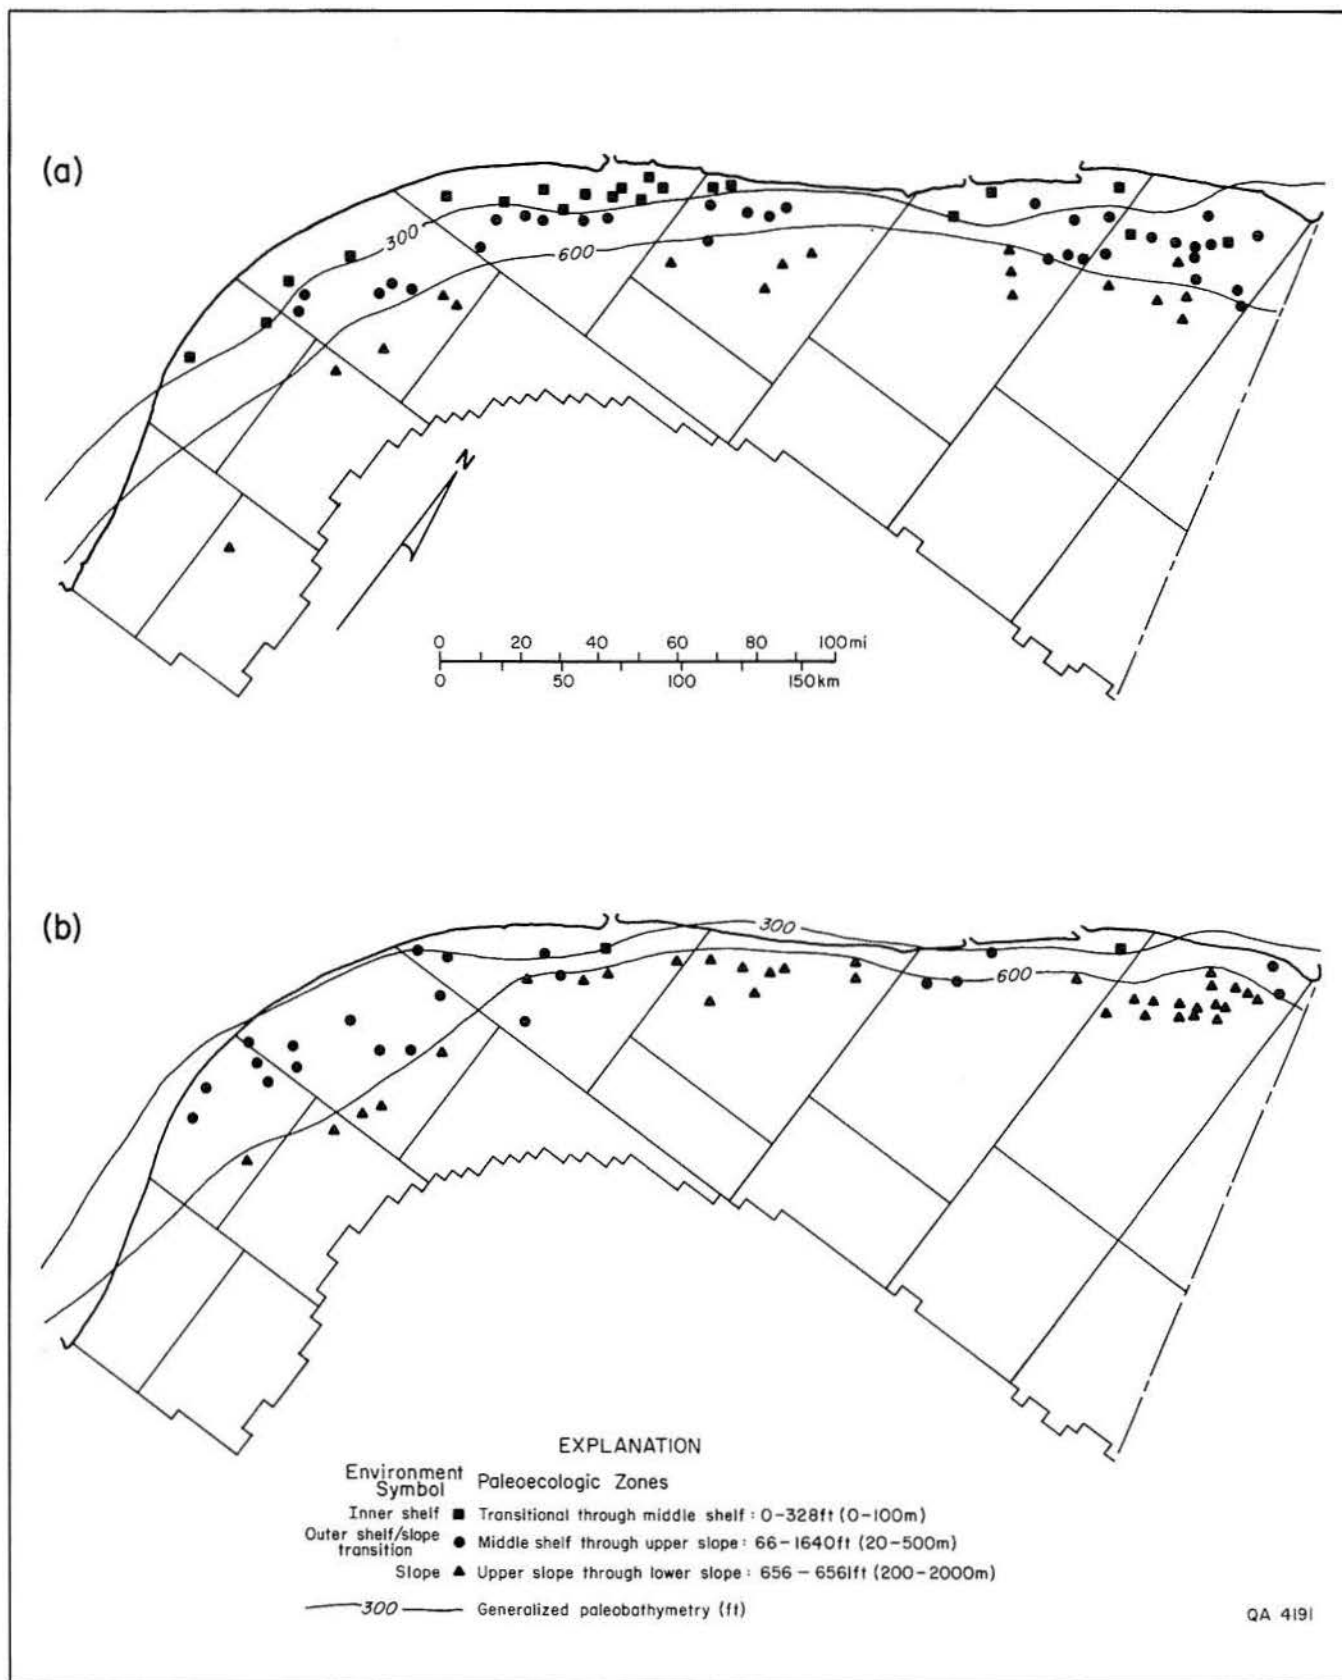 (a)
300
600
N
0 20 40 60 80 100mi
0 50 100 150km
(b)
300
600
EXPLANATION
Environment Symbol Paleoecologic Zones
Inner shelf ■ Transitional through middle shelf : 0-328ft (0-100m)
Outer shelf/slope transition ● Middle shelf through upper slope : 66-1640ft (20-500m)
Slope ▲ Upper slope through lower slope : 656-6561ft (200-2000m)
300 Generalized paleobathymetry (ft)
QA 4191